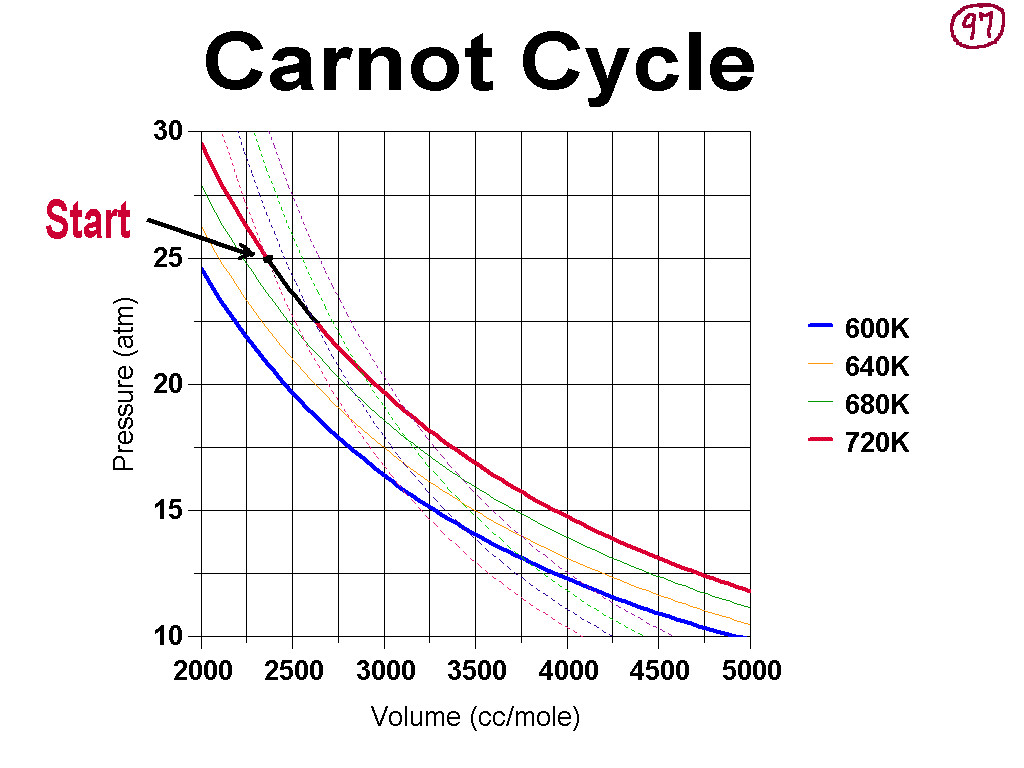 97
Carnot Cycle
30
Start
25
20
15
10
Pressure (atm)
2000 2500 3000 3500 4000 4500 5000
Volume (cc/mole)
600K
640K
680K
720K